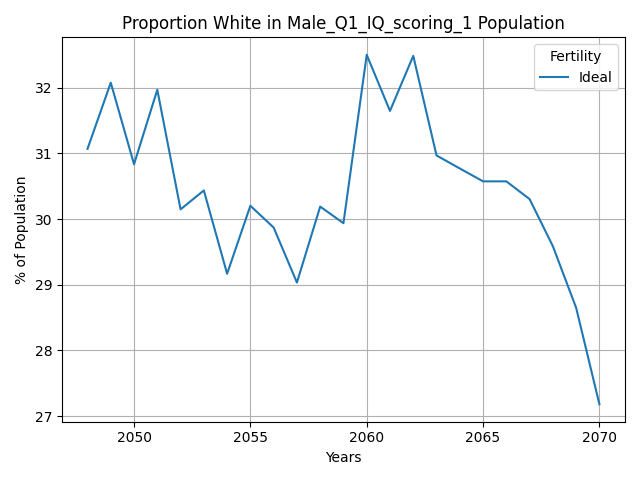 Proportion White in Male_Q1_IQ_scoring_1 Population
Fertility
Ideal
% of Population
32
31
30
29
28
27
2050
2055
2060
2065
2070
Years